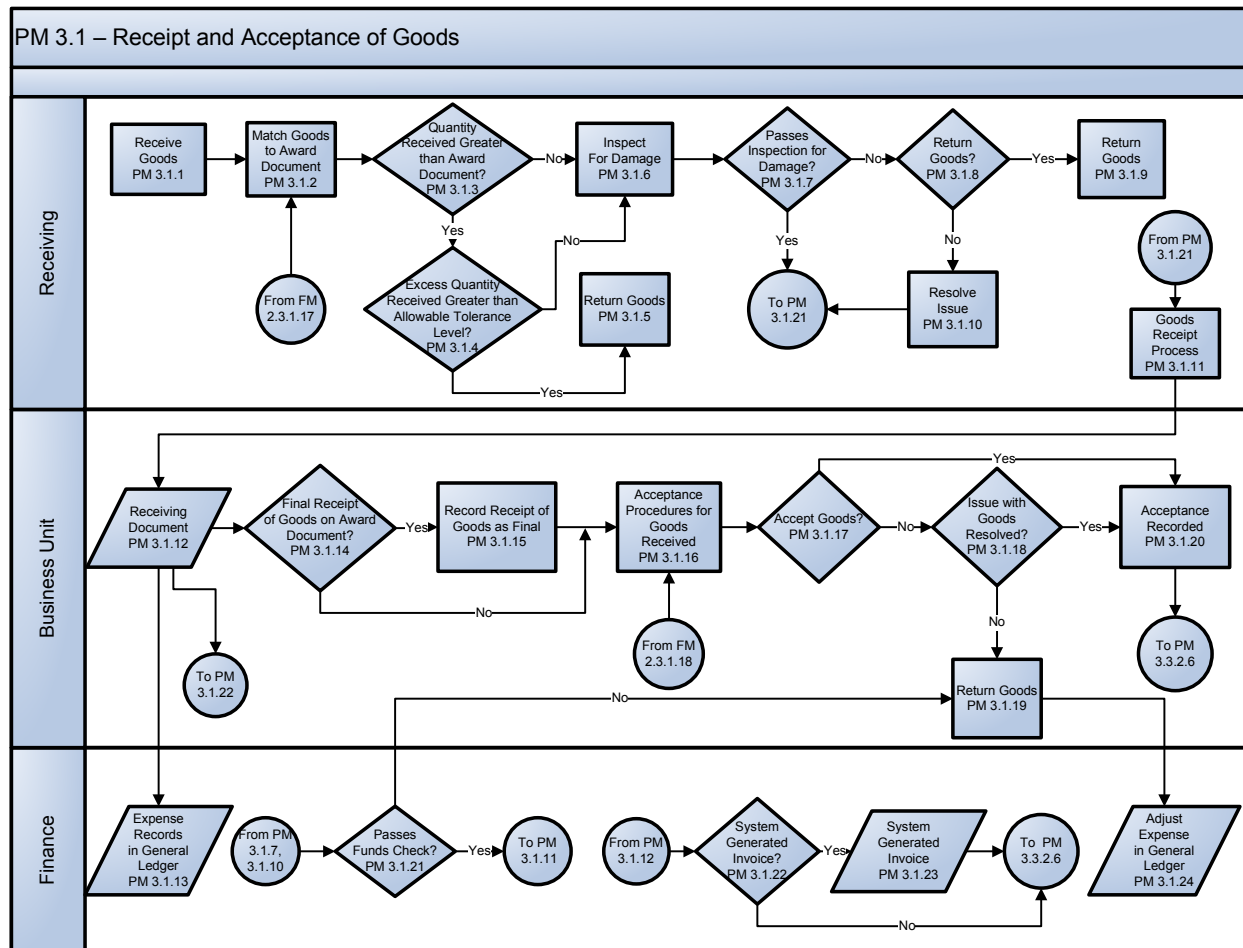 PM 3.1 – Receipt and Acceptance of Goods
Receiving
Receive
Goods
PM 3.1.1
Match Goods
to Award
Document
PM 3.1.2
From FM
2.3.1.17
Quantity
Received Greater
than Award
Document?
PM 3.1.3
No
Yes
Excess Quantity
Received Greater than
Allowable Tolerance
Level?
PM 3.1.4
No
Yes
Return Goods
PM 3.1.5
Inspect
For Damage
PM 3.1.6
Passes
Inspection for
Damage?
PM 3.1.7
No
Yes
To PM
3.1.21
Return
Goods?
PM 3.1.8
Yes
No
Resolve
Issue
PM 3.1.10
Return
Goods
PM 3.1.9
From PM
3.1.21
Goods
Receipt
Process
PM 3.1.11
Business Unit
Receiving
Document
PM 3.1.12
To PM
3.1.22
Final Receipt
of Goods on Award
Document?
PM 3.1.14
Yes
No
Record Receipt of
Goods as Final
PM 3.1.15
Acceptance
Procedures for
Goods
Received
PM 3.1.16
From FM
2.3.1.18
Accept Goods?
PM 3.1.17
Yes
No
Issue with
Goods
Resolved?
PM 3.1.18
Yes
No
Acceptance
Recorded
PM 3.1.20
To PM
3.3.2.6
Return Goods
PM 3.1.19
No
Finance
Expense
Records
in General
Ledger
PM 3.1.13
From PM
3.1.7,
3.1.10
Passes
Funds Check?
PM 3.1.21
Yes
To PM
3.1.11
From PM
3.1.12
System
Generated
Invoice?
PM 3.1.22
Yes
No
System
Generated
Invoice
PM 3.1.23
To PM
3.3.2.6
Adjust
Expense
in General
Ledger
PM 3.1.24